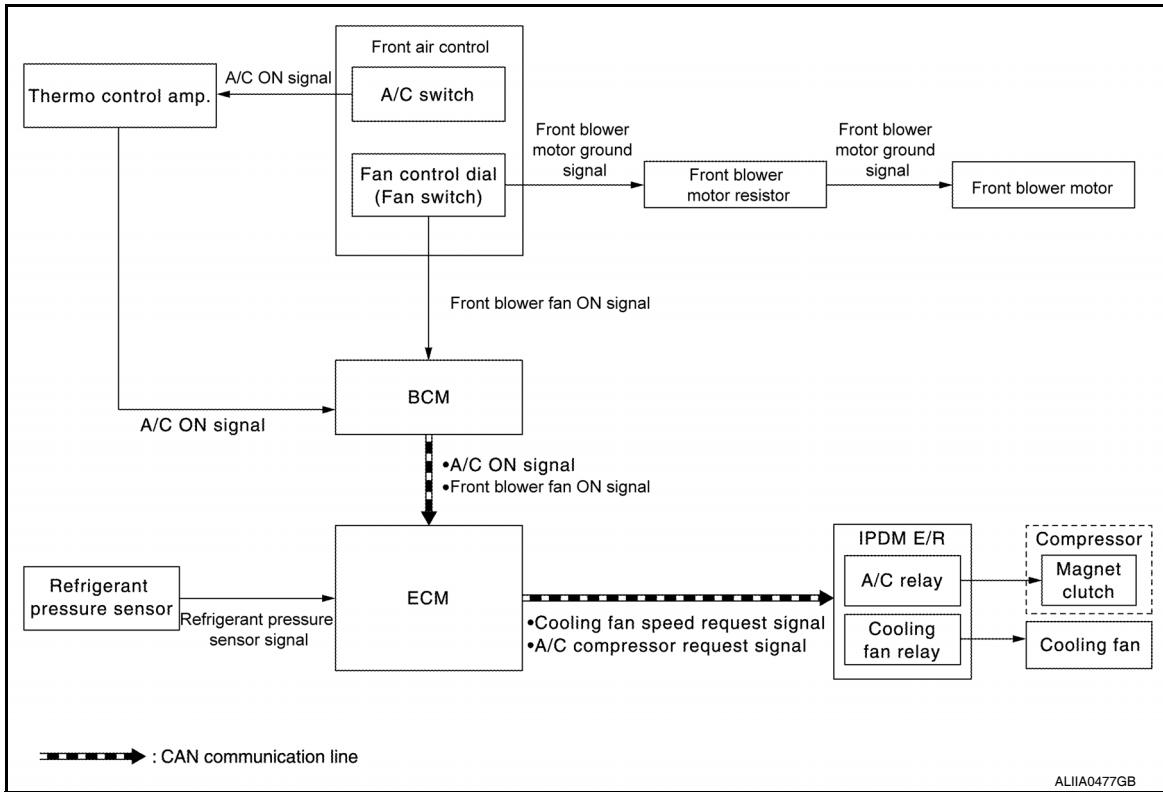 Front air control
A/C ON signal
Thermo control amp.
A/C switch
Front blower
motor ground
signal
Front blower
motor ground
signal
Fan control dial
(Fan switch)
Front blower
motor resistor
Front blower motor
Front blower fan ON signal
BCM
A/C ON signal
•A/C ON signal
•Front blower fan ON signal
IPDM E/R
Compressor
A/C relay
Magnet
clutch
Refrigerant
pressure sensor
ECM
Refrigerant pressure
sensor signal
•Cooling fan speed request signal
•A/C compressor request signal
Cooling
fan relay
Cooling fan
: CAN communication line
ALIIA0477GB